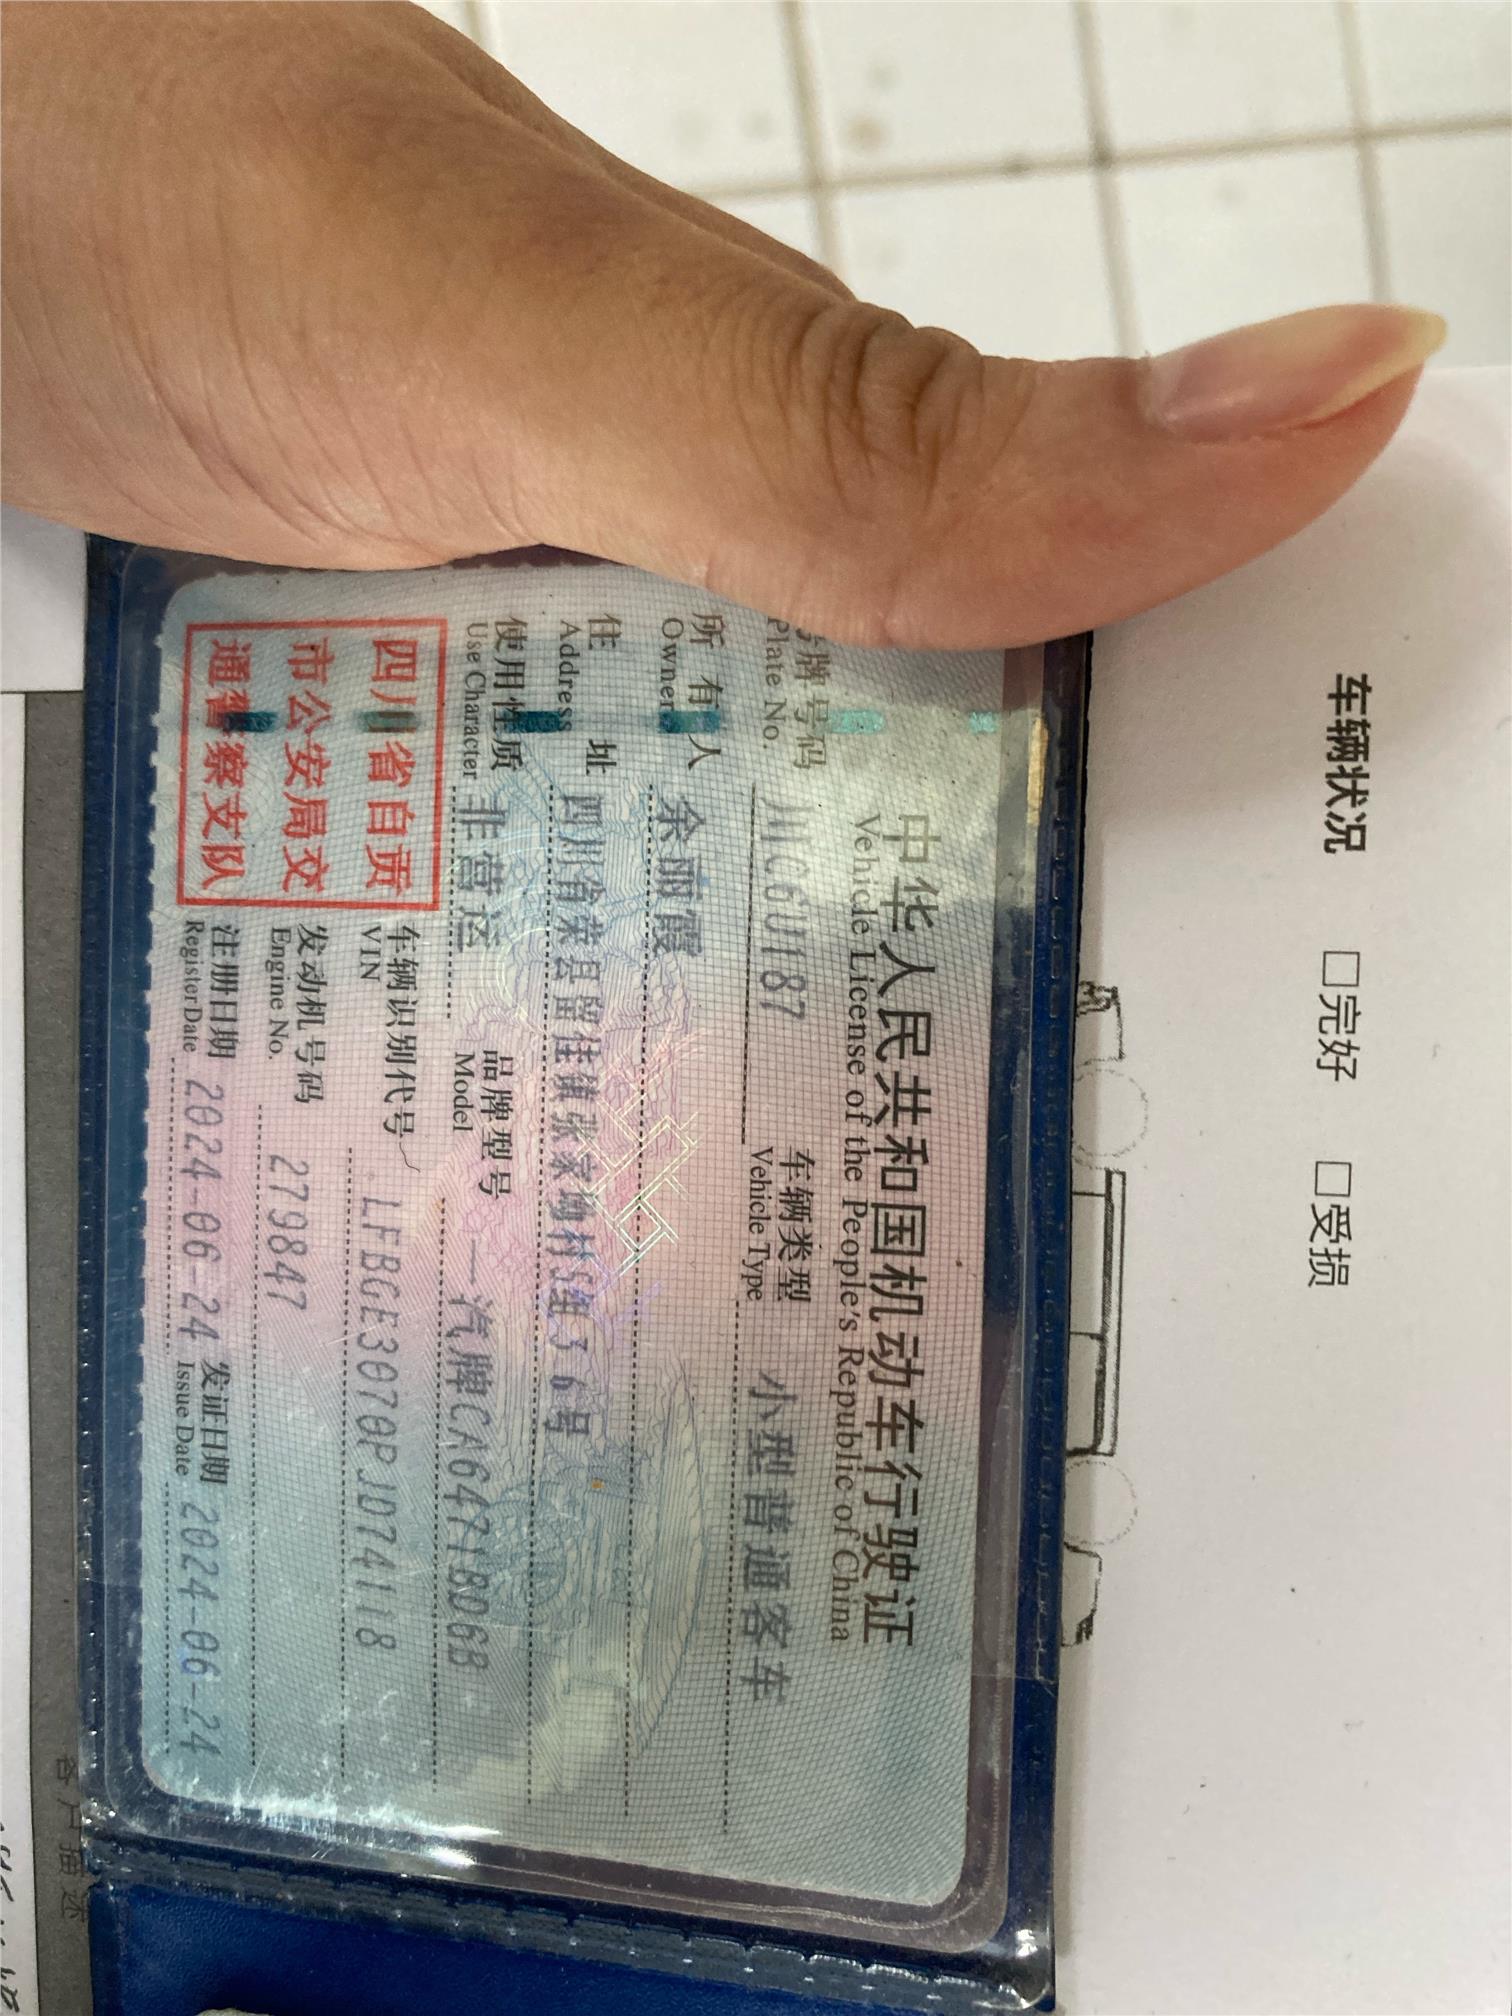 中华人民共和国机动车行驶证
Vehicle License of the People's Republic of China
号牌号码 川C6U187 车辆类型 小型普通客车
Plate No. Vehicle Type
所有人 余丽霞
Owner
住址 四川省荣县留佳镇张家坳村5组36号
Address
使用性质 非营运 品牌型号 一汽牌CA6471BD6B
Use Character Model
车辆识别代号 LFBGE3070PJD74118
VIN
发动机号码 279847
Engine No.
注册日期 2024-06-24 发证日期 2024-06-24
Register Date Issue Date
四川省自贡
市公安局交
通警察支队
车辆状况 □完好 □受损
客户描述